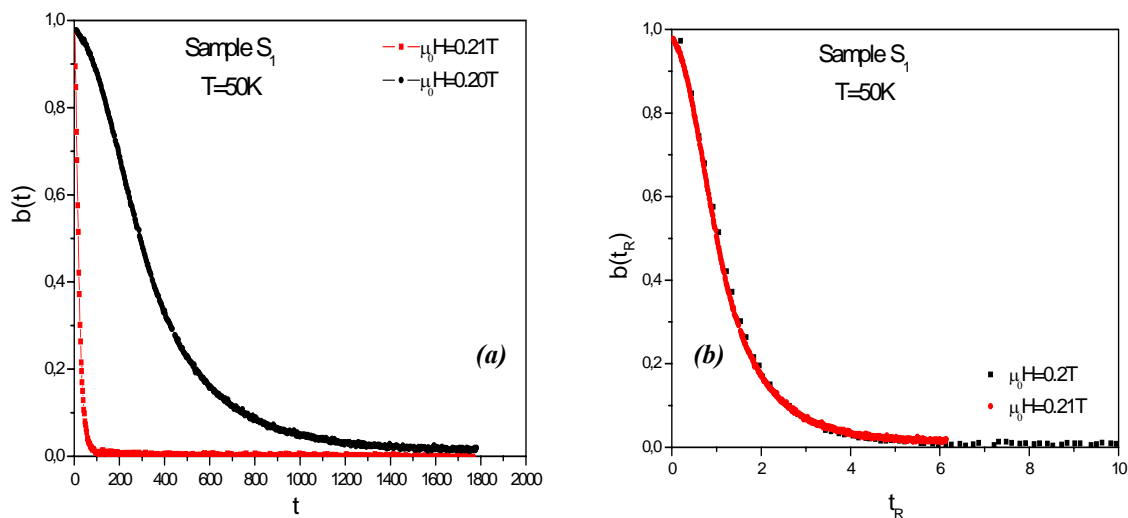 Sample S1
T=50K
μ0H=0.21T
μ0H=0.20T
1,0
0,8
0,6
0,4
0,2
0,0
b(t)
(a)
0 200 400 600 800 1000 1200 1400 1600 1800 2000
t
Sample S1
T=50K
1,0
0,8
0,6
0,4
0,2
0,0
b(tR)
(b)
μ0H=0.2T
μ0H=0.21T
0 2 4 6 8 10
tR